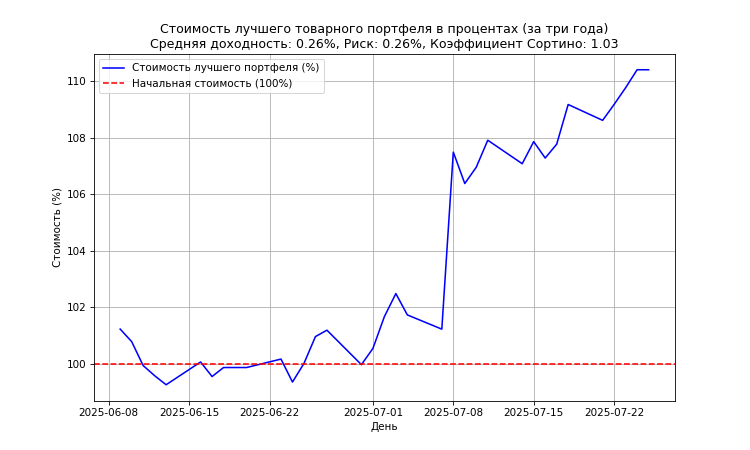 Стоимость лучшего товарного портфеля в процентах (за три года)
Средняя доходность: 0.26%, Риск: 0.26%, Коэффициент Сортино: 1.03
Стоимость лучшего портфеля (%)
Начальная стоимость (100%)
Стоимость (%)
110
108
106
104
102
100
2025-06-08
2025-06-15
2025-06-22
2025-07-01
2025-07-08
2025-07-15
2025-07-22
День